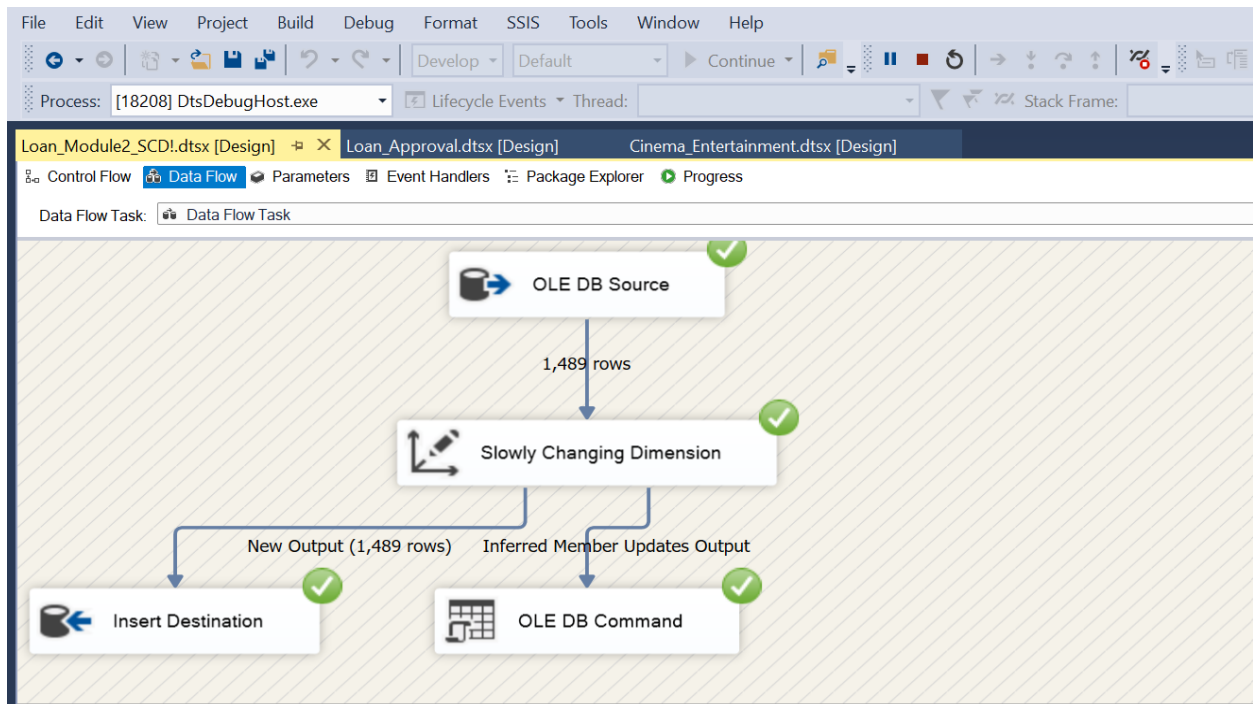 File Edit View Project Build Debug Format SSIS Tools Window Help
Develop Default Continue
Process: [18208] DtsDebugHost.exe Lifecycle Events Thread: Stack Frame:
Loan_Module2_SCD!.dtsx [Design] Loan_Approval.dtsx [Design] Cinema_Entertainment.dtsx [Design]
Control Flow Data Flow Parameters Event Handlers Package Explorer Progress
Data Flow Task: Data Flow Task
OLE DB Source
1,489 rows
Slowly Changing Dimension
New Output (1,489 rows) Inferred Member Updates Output
Insert Destination OLE DB Command